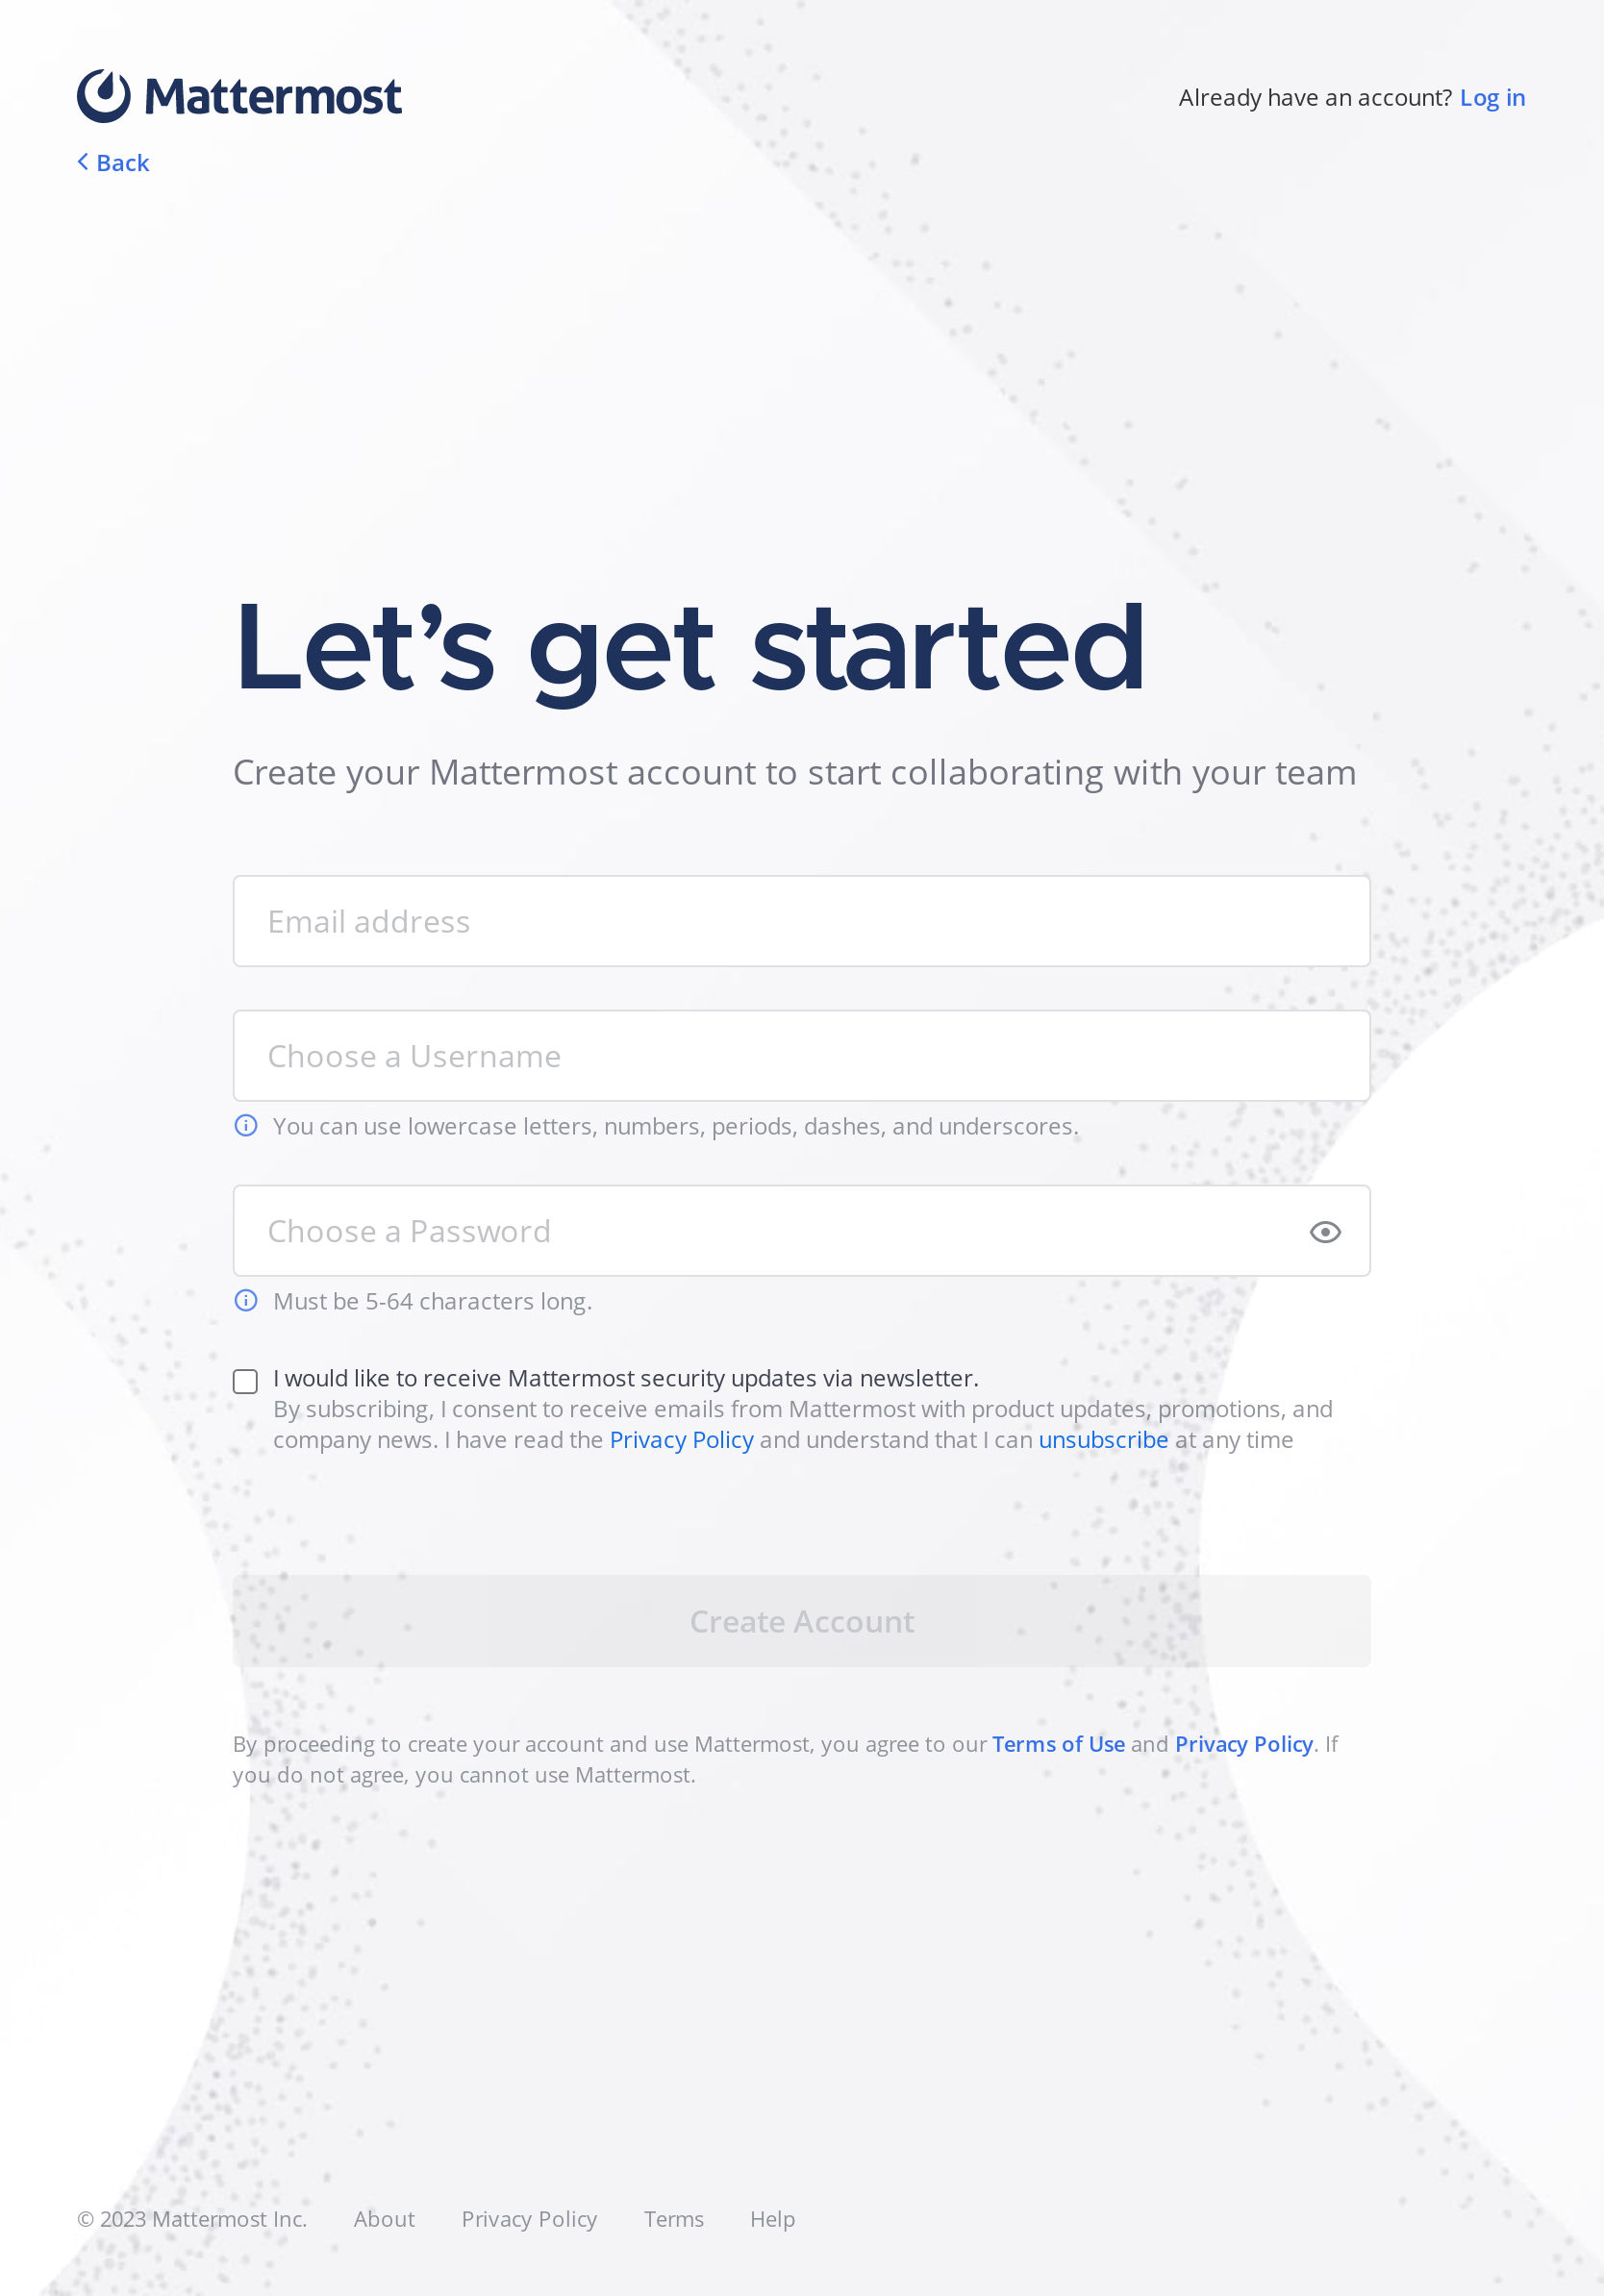 Mattermost
Already have an account? Log in
Back
Let’s get started
Create your Mattermost account to start collaborating with your team
Email address
Choose a Username
You can use lowercase letters, numbers, periods, dashes, and underscores.
Choose a Password
Must be 5-64 characters long.
I would like to receive Mattermost security updates via newsletter.
By subscribing, I consent to receive emails from Mattermost with product updates, promotions, and
company news. I have read the Privacy Policy and understand that I can unsubscribe at any time
Create Account
By proceeding to create your account and use Mattermost, you agree to our Terms of Use and Privacy Policy. If
you do not agree, you cannot use Mattermost.
© 2023 Mattermost Inc. About Privacy Policy Terms Help